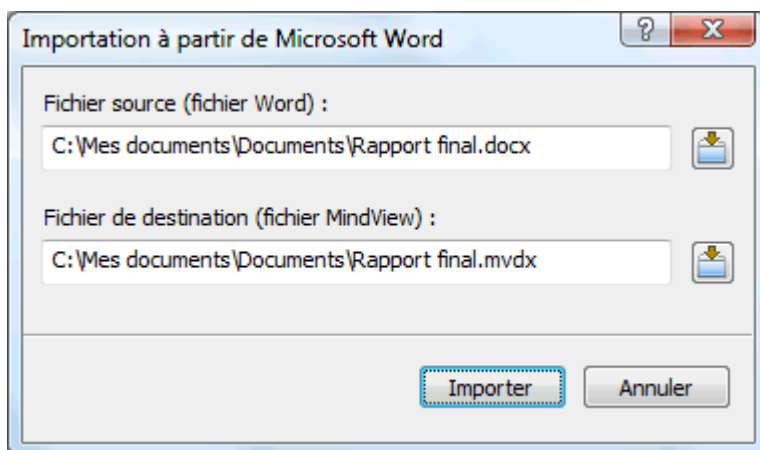 Importation à partir de Microsoft Word
Fichier source (fichier Word) :
C:\Mes documents\Documents\Rapport final.docx
Fichier de destination (fichier MindView) :
C:\Mes documents\Documents\Rapport final.mvdx
Importer Annuler